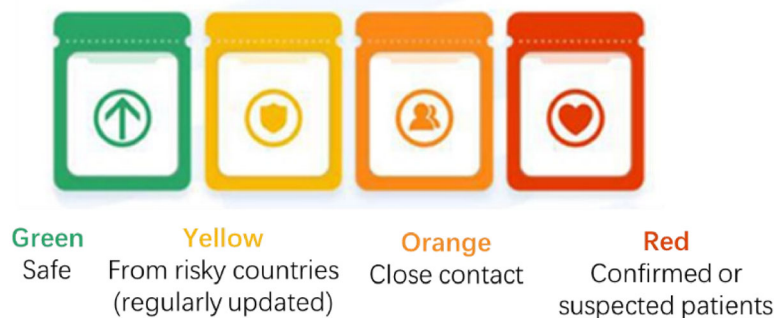 Green
Safe
Yellow
From risky countries
(regularly updated)
Orange
Close contact
Red
Confirmed or
suspected patients